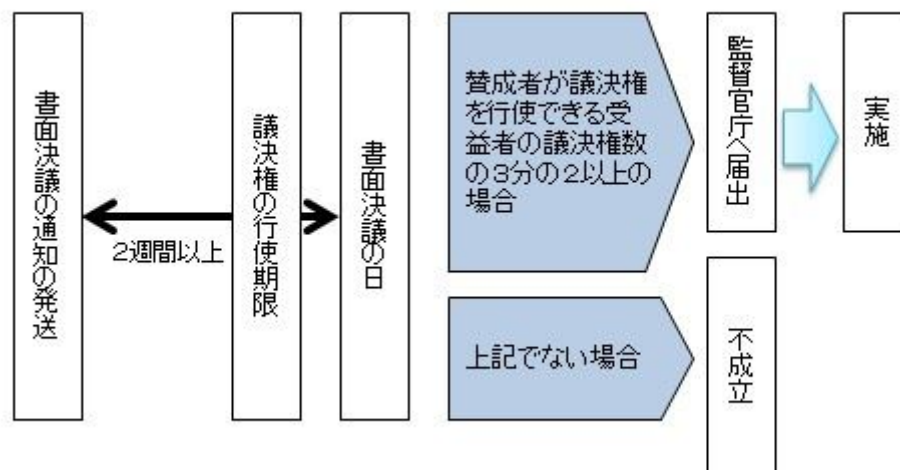 書面決議の通知の発送
2週間以上
議決権の行使期限
書面決議の日
賛成者が議決権
を行使できる受
益者の議決権数
の3分の2以上の
場合
監督官庁へ届出
実施
上記でない場合
不成立